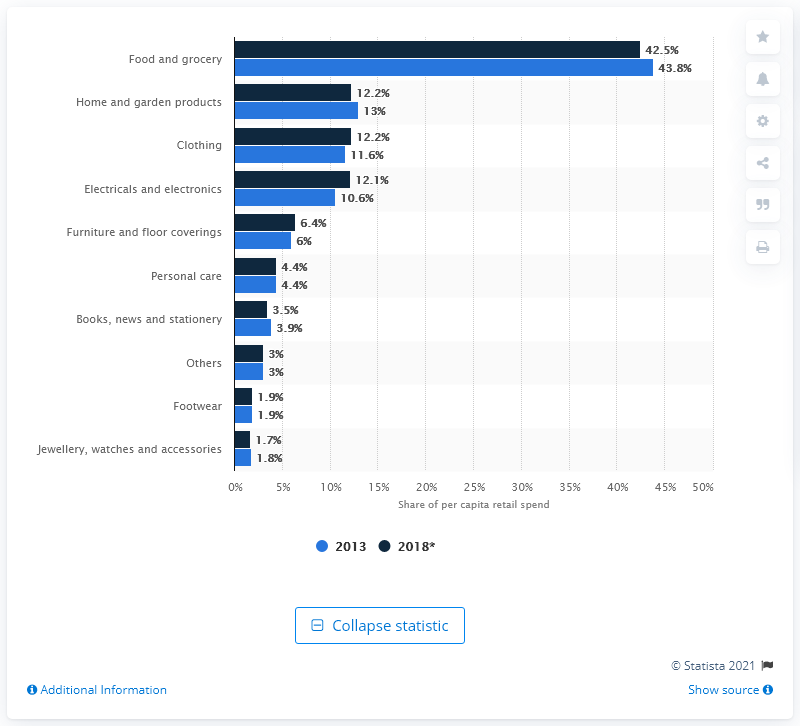 Food and grocery
42.5%
43.8%
Home and garden products
12.2%
13%
Clothing
12.2%
11.6%
Electricals and electronics
12.1%
10.6%
Furniture and floor coverings
6.4%
6%
Personal care
4.4%
4.4%
Books, news and stationery
3.5%
3.9%
Others
3%
3%
Footwear
1.9%
1.9%
Jewellery, watches and accessories
1.7%
1.8%
0% 5% 10% 15% 20% 25% 30% 35% 40% 45% 50%
Share of per capita retail spend
2013 2018*
Collapse statistic
© Statista 2021
Additional Information
Show source